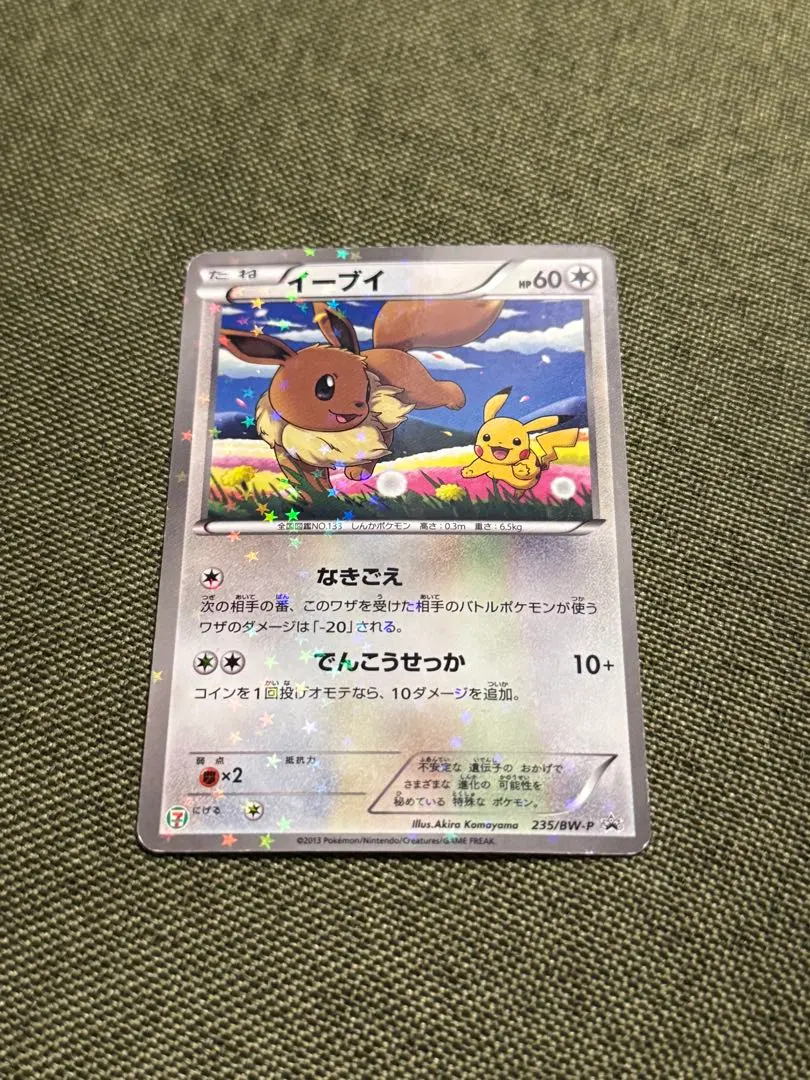 たね イーブイ HP60
全国図鑑NO.133 しんかポケモン 高さ:0.3m 重さ:6.5kg
なきごえ
次の相手の番、このワザを受けた相手のバトルポケモンが使う
ワザのダメージは「-20」される。
でんこうせっか 10+
コインを1回投げオモテなら、10ダメージを追加。
弱点 抵抗力
×2
にげる
不安定な 遺伝子の おかげで
さまざまな 進化の 可能性を
秘めている 特殊な ポケモン。
7
Illus.Akira Komayama 235/BW-P
©2013 Pokémon/Nintendo/Creatures/GAME FREAK.